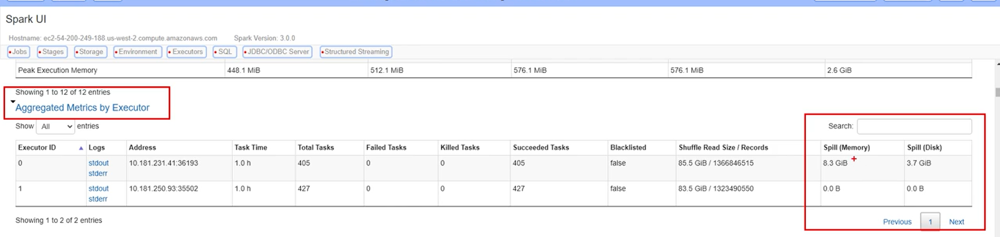 Spark UI
Hostname: ec2-54-200-249-188.us-west-2.compute.amazonaws.com Spark Version: 3.0.0
Jobs Stages Storage Environment Executors SQL JDBC/ODBC Server Structured Streaming
Peak Execution Memory 448.1 MiB 512.1 MiB 576.1 MiB 576.1 MiB 2.6 GiB
Showing 1 to 12 of 12 entries
Aggregated Metrics by Executor
Show All entries Search:
Executor ID Logs Address Task Time Total Tasks Failed Tasks Killed Tasks Succeeded Tasks Blacklisted Shuffle Read Size / Records Spill (Memory) Spill (Disk)
0 stdout 10.181.231.41:36193 1.0 h 405 0 0 405 false 85.5 GiB / 1366846515 8.3 GiB 3.7 GiB
stderr
1 stdout 10.181.250.93:35502 1.0 h 427 0 0 427 false 83.5 GiB / 1323490550 0.0 B 0.0 B
stderr
Showing 1 to 2 of 2 entries Previous 1 Next